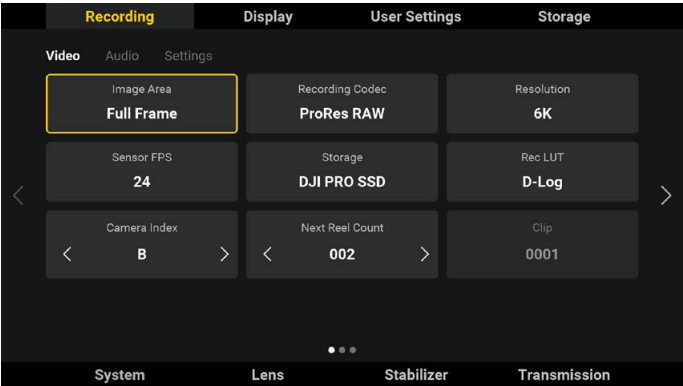 Recording Display User Settings Storage
Video Audio Settings
Image Area Recording Codec Resolution
Full Frame ProRes RAW 6K
Sensor FPS Storage Rec LUT
24 DJI PRO SSD D-Log
Camera Index Next Reel Count Clip
< B > < 002 > 0001
System Lens Stabilizer Transmission